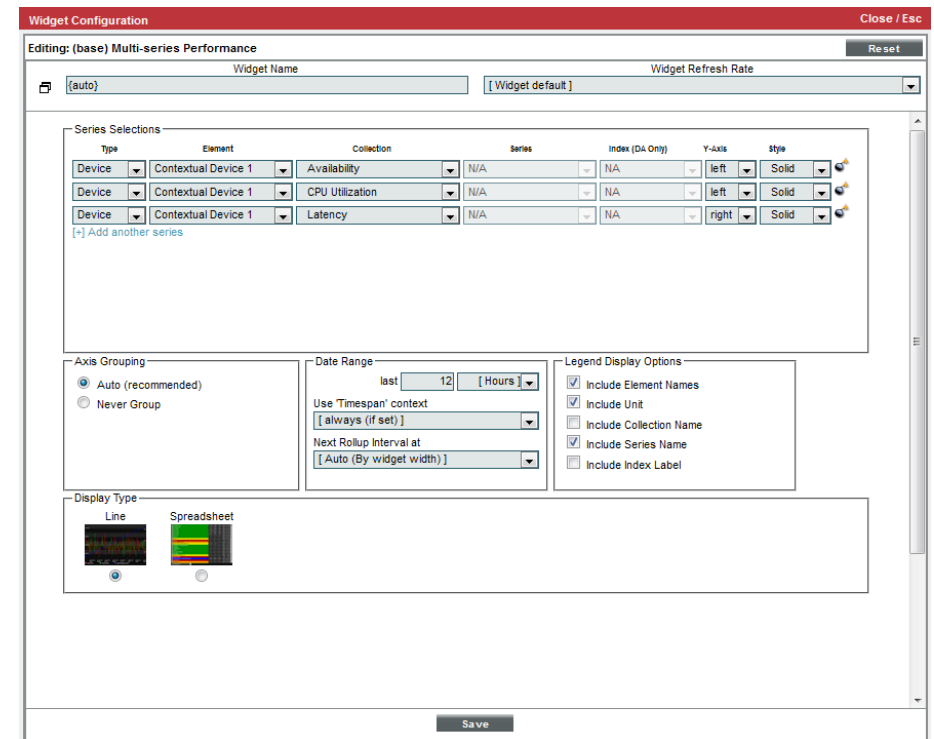 Widget Configuration Close / Esc
Editing: (base) Multi-series Performance Reset
Widget Name Widget Refresh Rate
{auto} [ Widget default ]
Series Selections
Type Element Collection Series Index (DA Only) Y-Axis Style
Device Contextual Device 1 Availability N/A NA left Solid
Device Contextual Device 1 CPU Utilization N/A NA left Solid
Device Contextual Device 1 Latency N/A NA right Solid
[+] Add another series
Axis Grouping
Auto (recommended)
Never Group
Date Range
last 12 [ Hours ]
Use 'Timespan' context
[ always (if set) ]
Next Rollup Interval at
[ Auto (By widget width) ]
Legend Display Options
Include Element Names
Include Unit
Include Collection Name
Include Series Name
Include Index Label
Display Type
Line Spreadsheet
Save